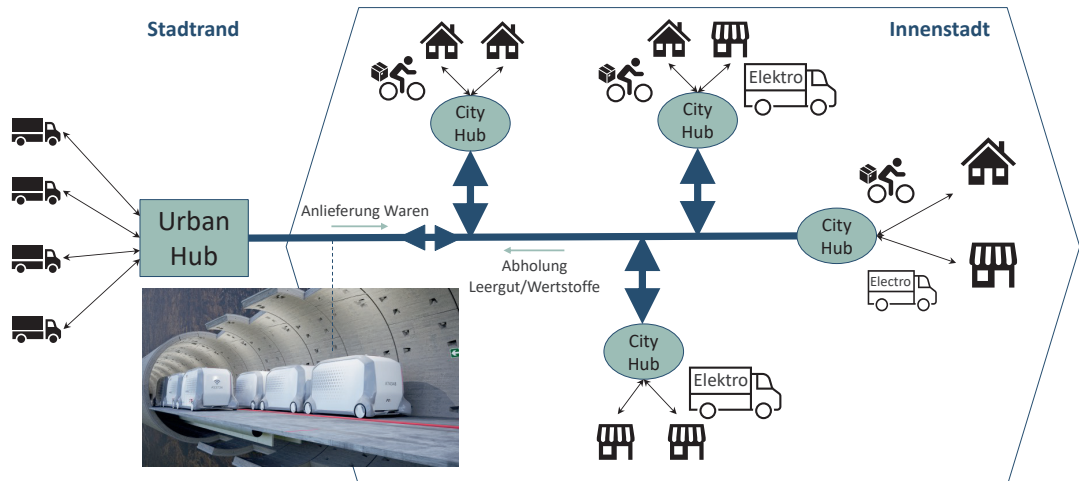 Stadtrand
Innenstadt
Elektro
City
Hub
City
Hub
Urban
Hub
Anlieferung Waren
City
Hub
Abholung
Leergut/Wertstoffe
Electro
City
Hub
Elektro